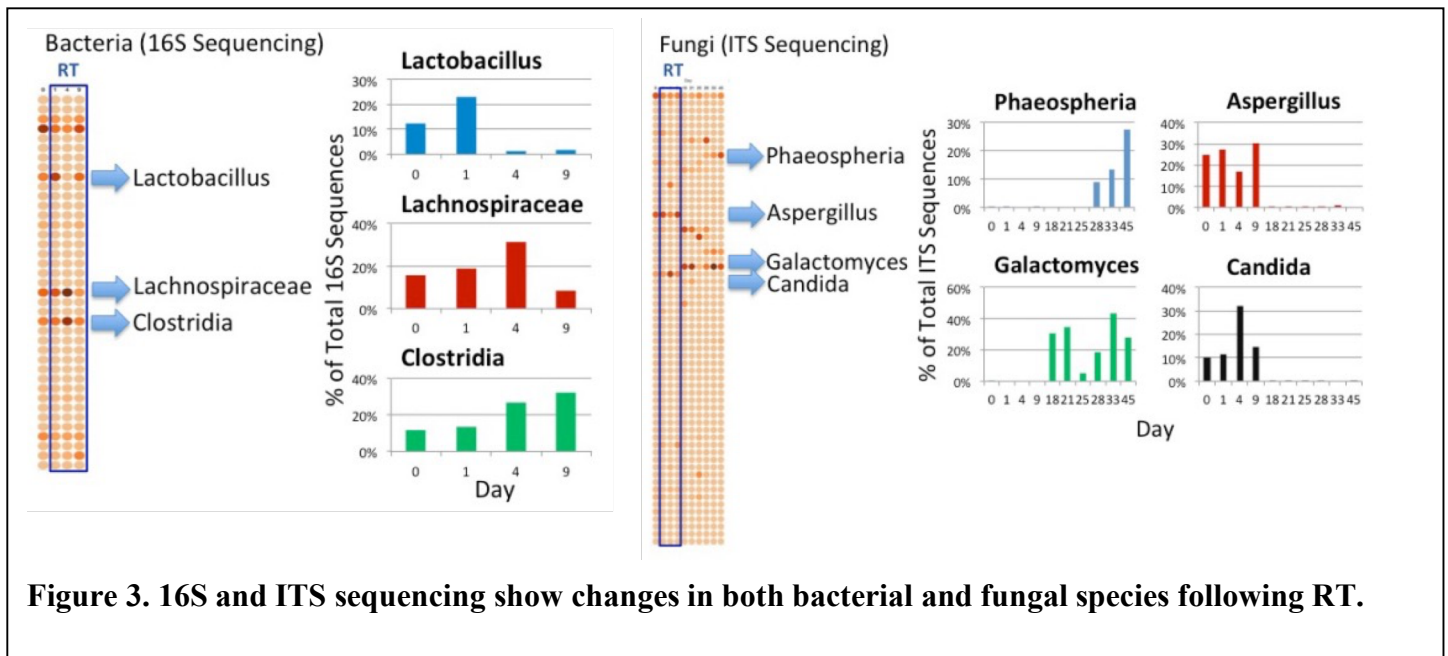 Bacteria (16S Sequencing)
RT
Lactobacillus
Lachnospiraceae
Clostridia
% of Total 16S Sequences
Lactobacillus
30%
20%
10%
0%
0 1 4 9
Lachnospiraceae
40%
20%
0%
0 1 4 9
Clostridia
40%
20%
0%
0 1 4 9
Day
Fungi (ITS Sequencing)
RT
Phaeospheria
Aspergillus
Galactomyces
Candida
% of Total ITS Sequences
Phaeospheria
30%
20%
10%
0%
0 1 4 9 18 21 25 28 33 45
Aspergillus
40%
30%
20%
10%
0%
0 1 4 9 18 21 25 28 33 45
Galactomyces
60%
40%
20%
0%
0 1 4 9 18 21 25 28 33 45
Candida
40%
30%
20%
10%
0%
0 1 4 9 18 21 25 28 33 45
Day
Figure 3. 16S and ITS sequencing show changes in both bacterial and fungal species following RT.